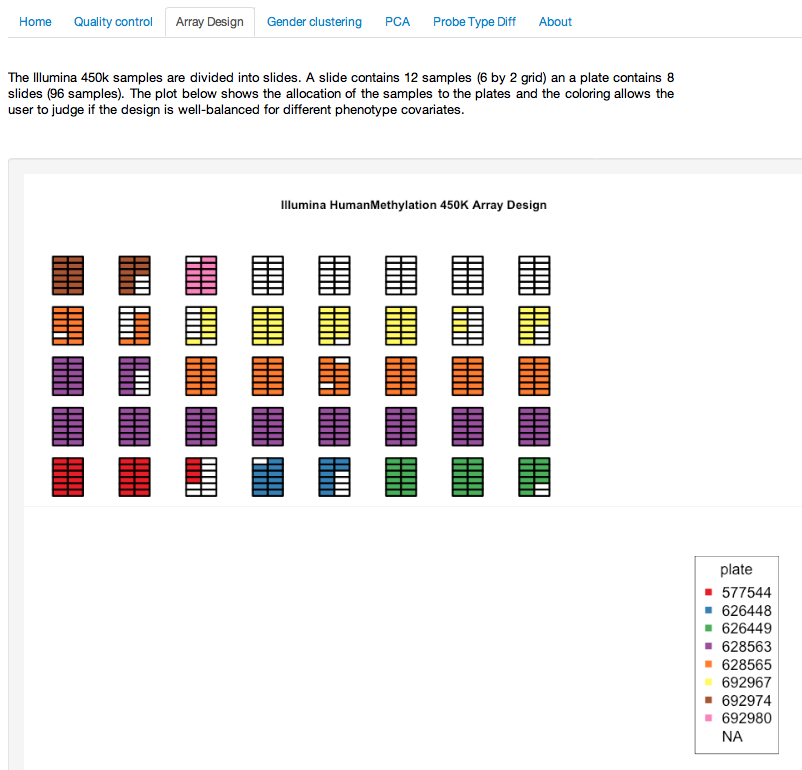 Home Quality control Array Design Gender clustering PCA Probe Type Diff About
The Illumina 450k samples are divided into slides. A slide contains 12 samples (6 by 2 grid) an a plate contains 8
slides (96 samples). The plot below shows the allocation of the samples to the plates and the coloring allows the
user to judge if the design is well-balanced for different phenotype covariates.
Illumina HumanMethylation 450K Array Design
plate
577544
626448
626449
628563
628565
692967
692974
692980
NA